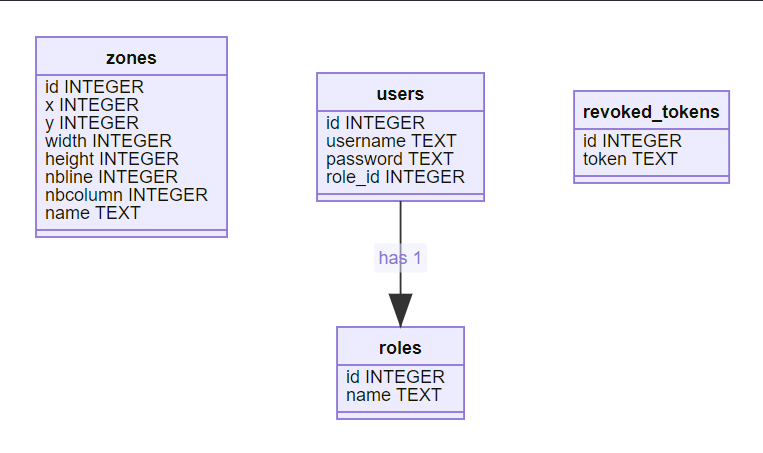 zones
id INTEGER
x INTEGER
y INTEGER
width INTEGER
height INTEGER
nbline INTEGER
nbcolumn INTEGER
name TEXT
users
id INTEGER
username TEXT
password TEXT
role_id INTEGER
has 1
roles
id INTEGER
name TEXT
revoked_tokens
id INTEGER
token TEXT